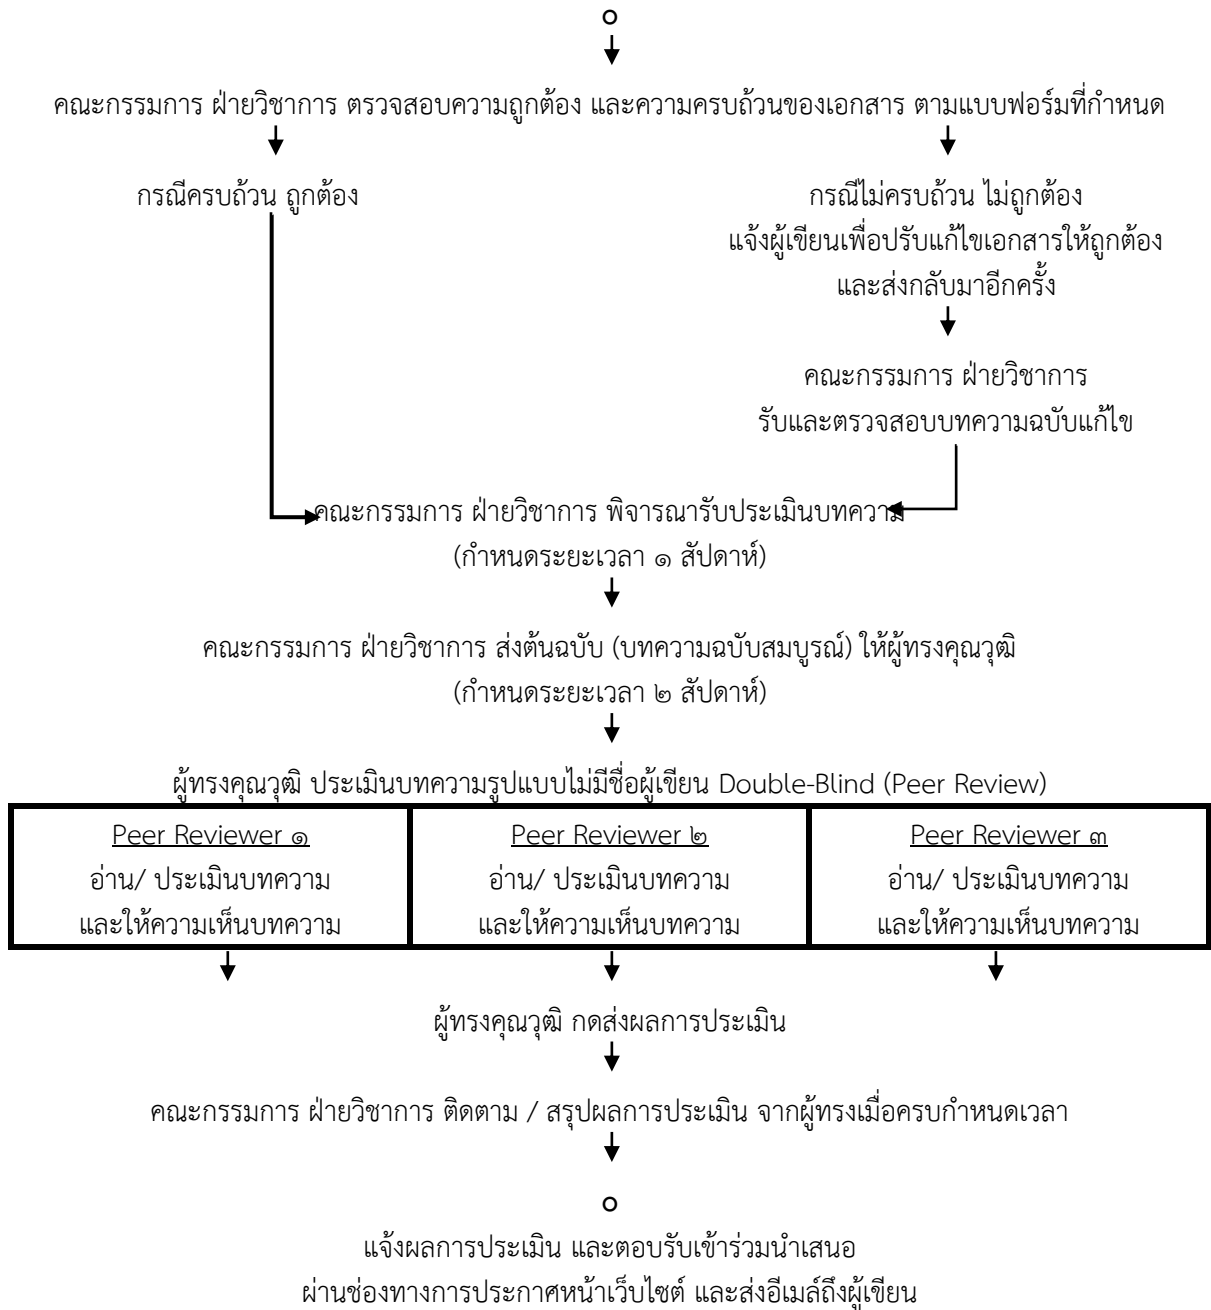 คณะกรรมการ ฝ่ายวิชาการ ตรวจสอบความถูกต้อง และความครบถ้วนของเอกสาร ตามแบบฟอร์มที่กำหนด
กรณีครบถ้วน ถูกต้อง
กรณีไม่ครบถ้วน ไม่ถูกต้อง
แจ้งผู้เขียนเพื่อปรับแก้ไขเอกสารให้ถูกต้อง
และส่งกลับมาอีกครั้ง
คณะกรรมการ ฝ่ายวิชาการ
รับและตรวจสอบบทความฉบับแก้ไข
คณะกรรมการ ฝ่ายวิชาการ พิจารณารับประเมินบทความ
(กำหนดระยะเวลา ๑ สัปดาห์)
คณะกรรมการ ฝ่ายวิชาการ ส่งต้นฉบับ (บทความฉบับสมบูรณ์) ให้ผู้ทรงคุณวุฒิ
(กำหนดระยะเวลา ๒ สัปดาห์)
ผู้ทรงคุณวุฒิ ประเมินบทความรูปแบบไม่มีชื่อผู้เขียน Double-Blind (Peer Review)
Peer Reviewer ๑
อ่าน/ ประเมินบทความ
และให้ความเห็นบทความ
Peer Reviewer ๒
อ่าน/ ประเมินบทความ
และให้ความเห็นบทความ
Peer Reviewer ๓
อ่าน/ ประเมินบทความ
และให้ความเห็นบทความ
ผู้ทรงคุณวุฒิ กดส่งผลการประเมิน
คณะกรรมการ ฝ่ายวิชาการ ติดตาม / สรุปผลการประเมิน จากผู้ทรงเมื่อครบกำหนดเวลา
แจ้งผลการประเมิน และตอบรับเข้าร่วมนำเสนอ
ผ่านช่องทางการประกาศหน้าเว็บไซต์ และส่งอีเมล์ถึงผู้เขียน